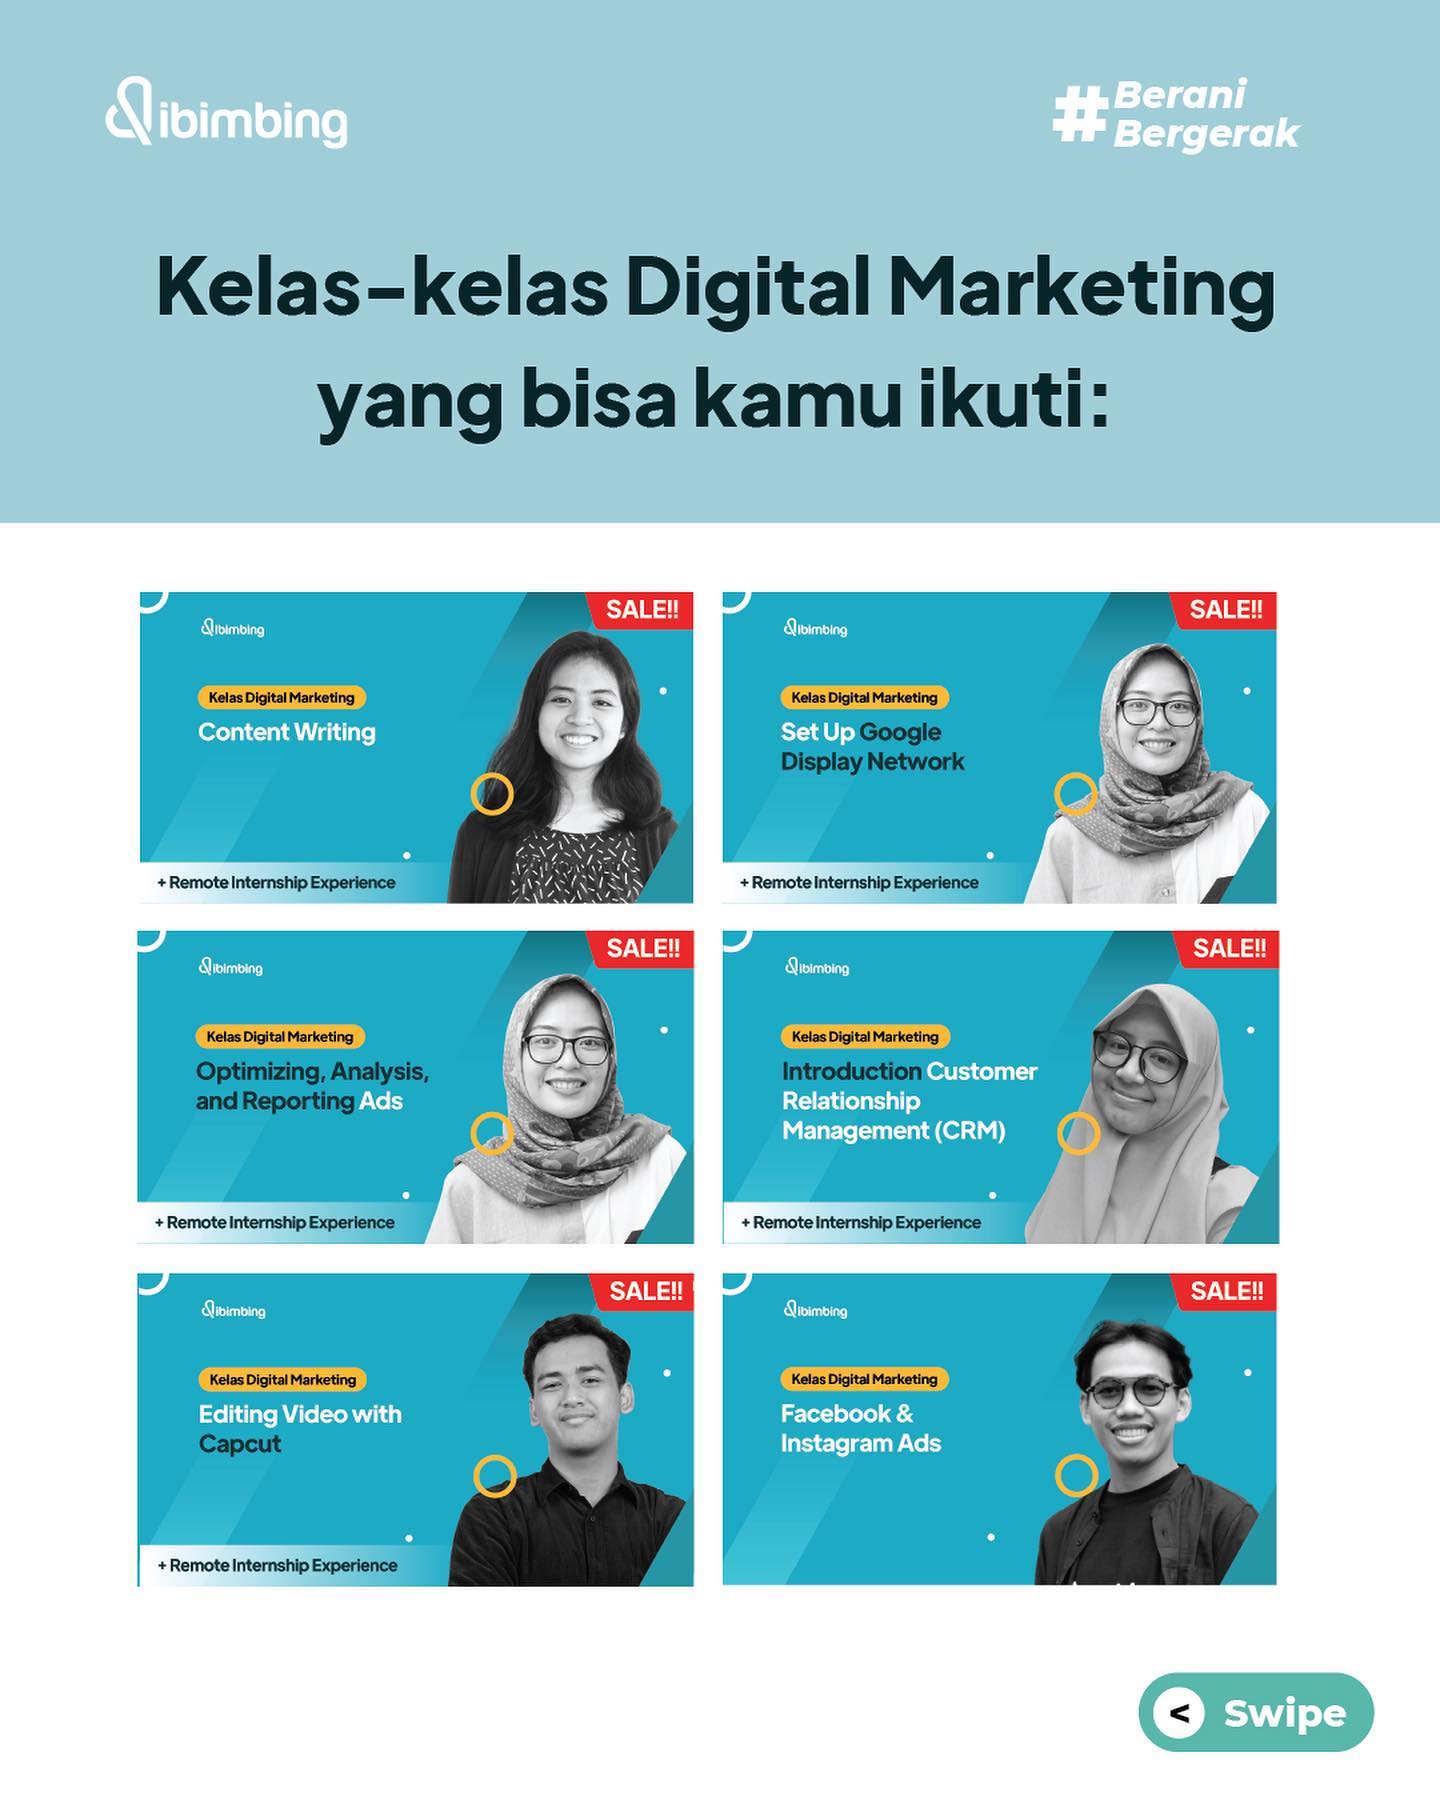 ibimbing
#Berani
Bergerak
Kelas-kelas Digital Marketing
yang bisa kamu ikuti:
SALE!!
ibimbing
Kelas Digital Marketing
Content Writing
+ Remote Internship Experience
SALE!!
ibimbing
Kelas Digital Marketing
Set Up Google
Display Network
+ Remote Internship Experience
SALE!!
ibimbing
Kelas Digital Marketing
Optimizing, Analysis,
and Reporting Ads
+ Remote Internship Experience
SALE!!
ibimbing
Kelas Digital Marketing
Introduction Customer
Relationship
Management (CRM)
+ Remote Internship Experience
SALE!!
ibimbing
Kelas Digital Marketing
Editing Video with
Capcut
+ Remote Internship Experience
SALE!!
ibimbing
Kelas Digital Marketing
Facebook &
Instagram Ads
< Swipe